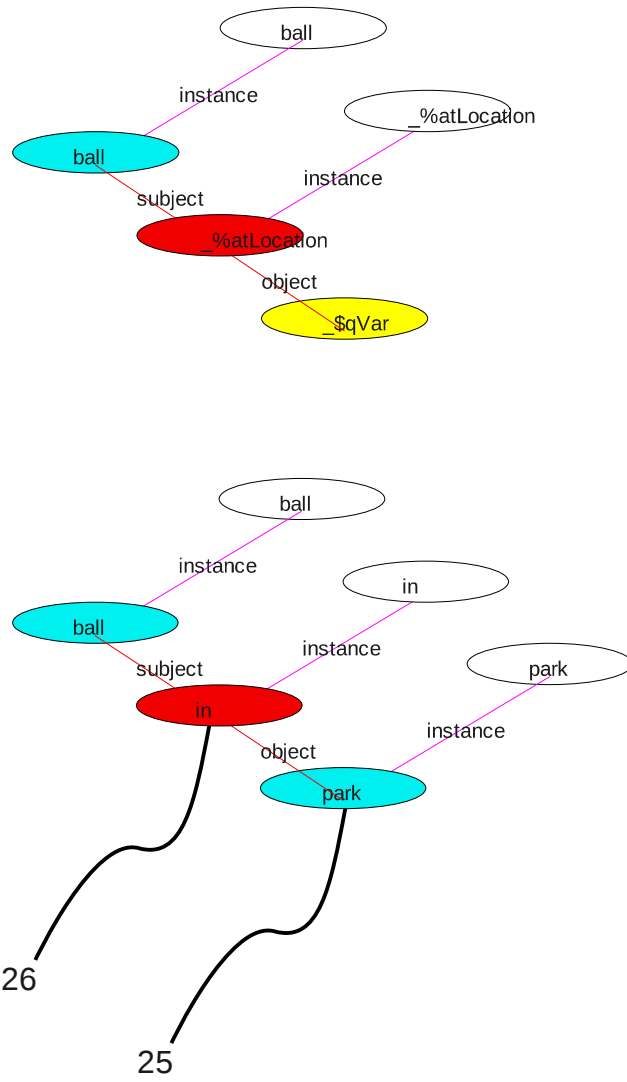 ball
instance
_%atLocation
ball
instance
subject
_%atLocation
object
_$qVar
ball
instance
in
ball
instance
subject
park
in
instance
object
park
26
25